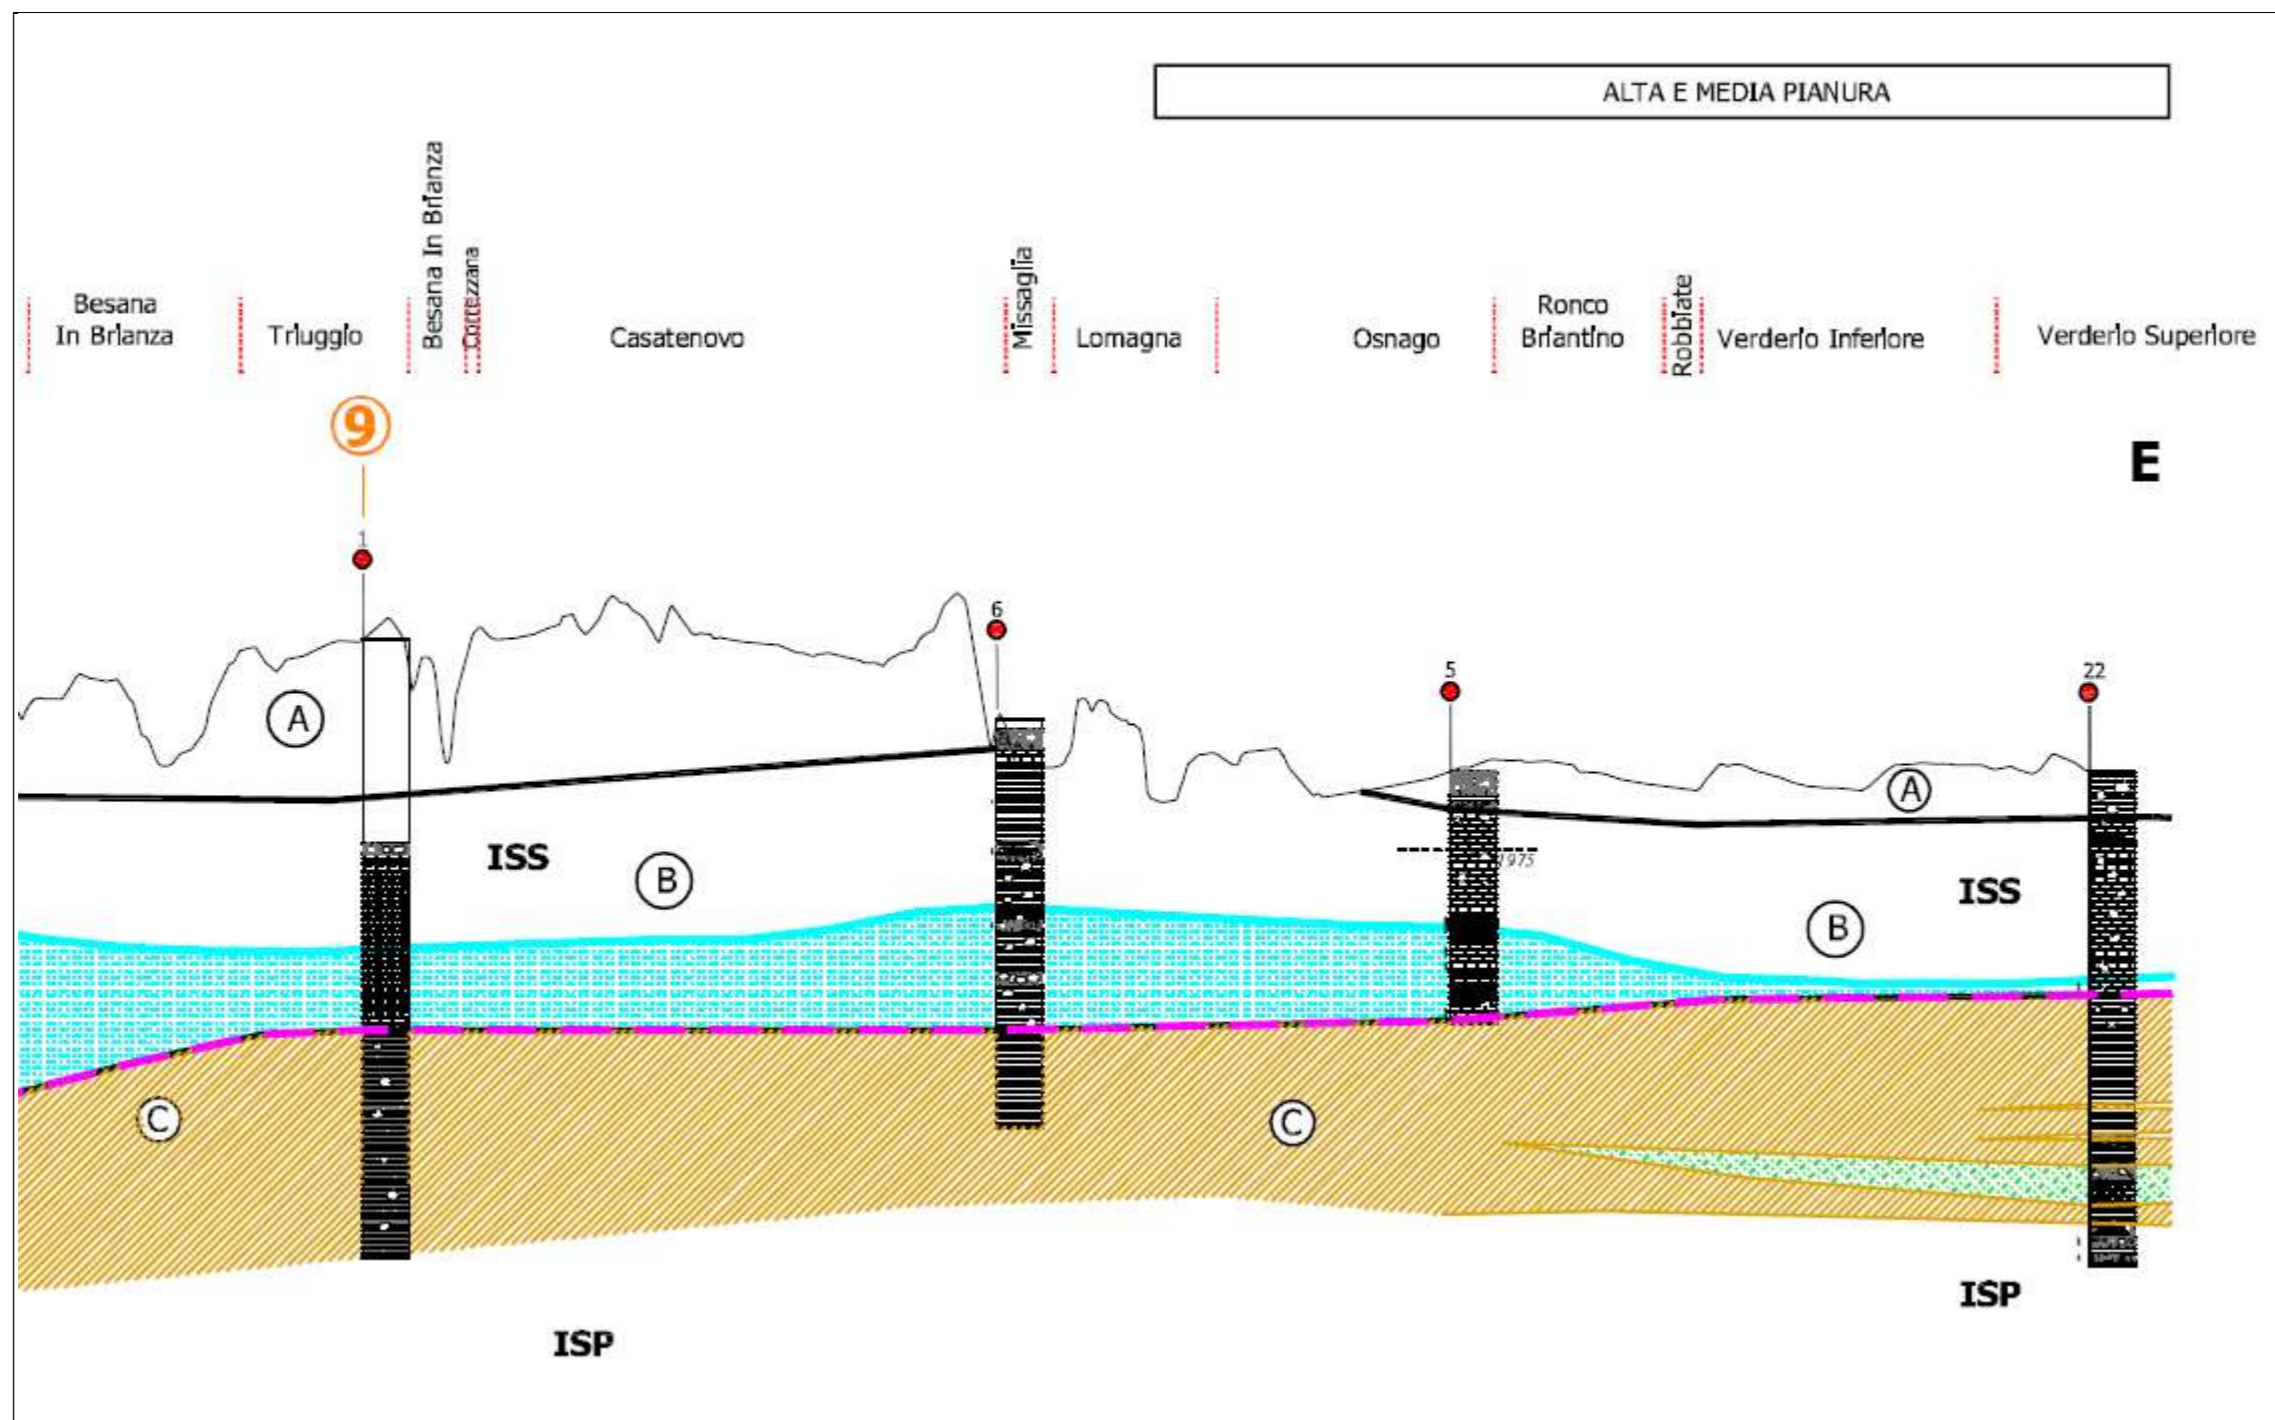 ALTA E MEDIA PIANURA
Besana In Brianza
Missaglia
Robbiate
Besana
In Brianza
Triuggio
Casatenovo
Lomagna
Osnago
Ronco
Briantino
Verderio Inferiore
Verderio Superiore
9
E
1
6
5
22
A
A
1975
ISS
B
ISS
B
C
C
ISP
ISP